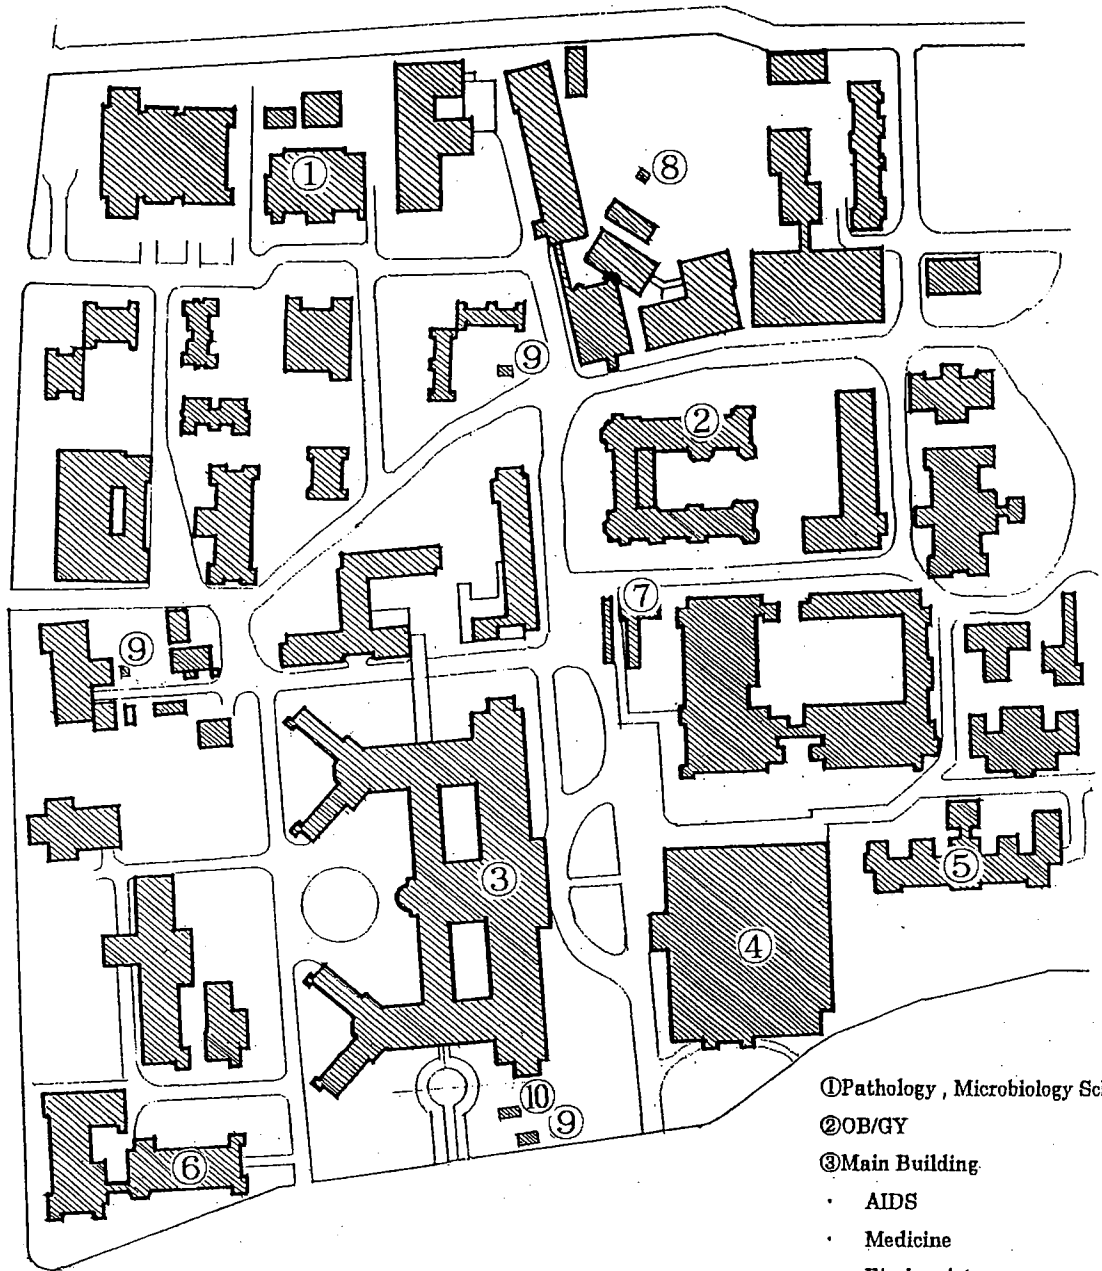 ①
⑧
⑨
②
⑦
⑨
③
⑤
④
⑩
⑨
⑥
①Pathology , Microbiology
②OB/GY
③Main Building
· AIDS
· Medicine